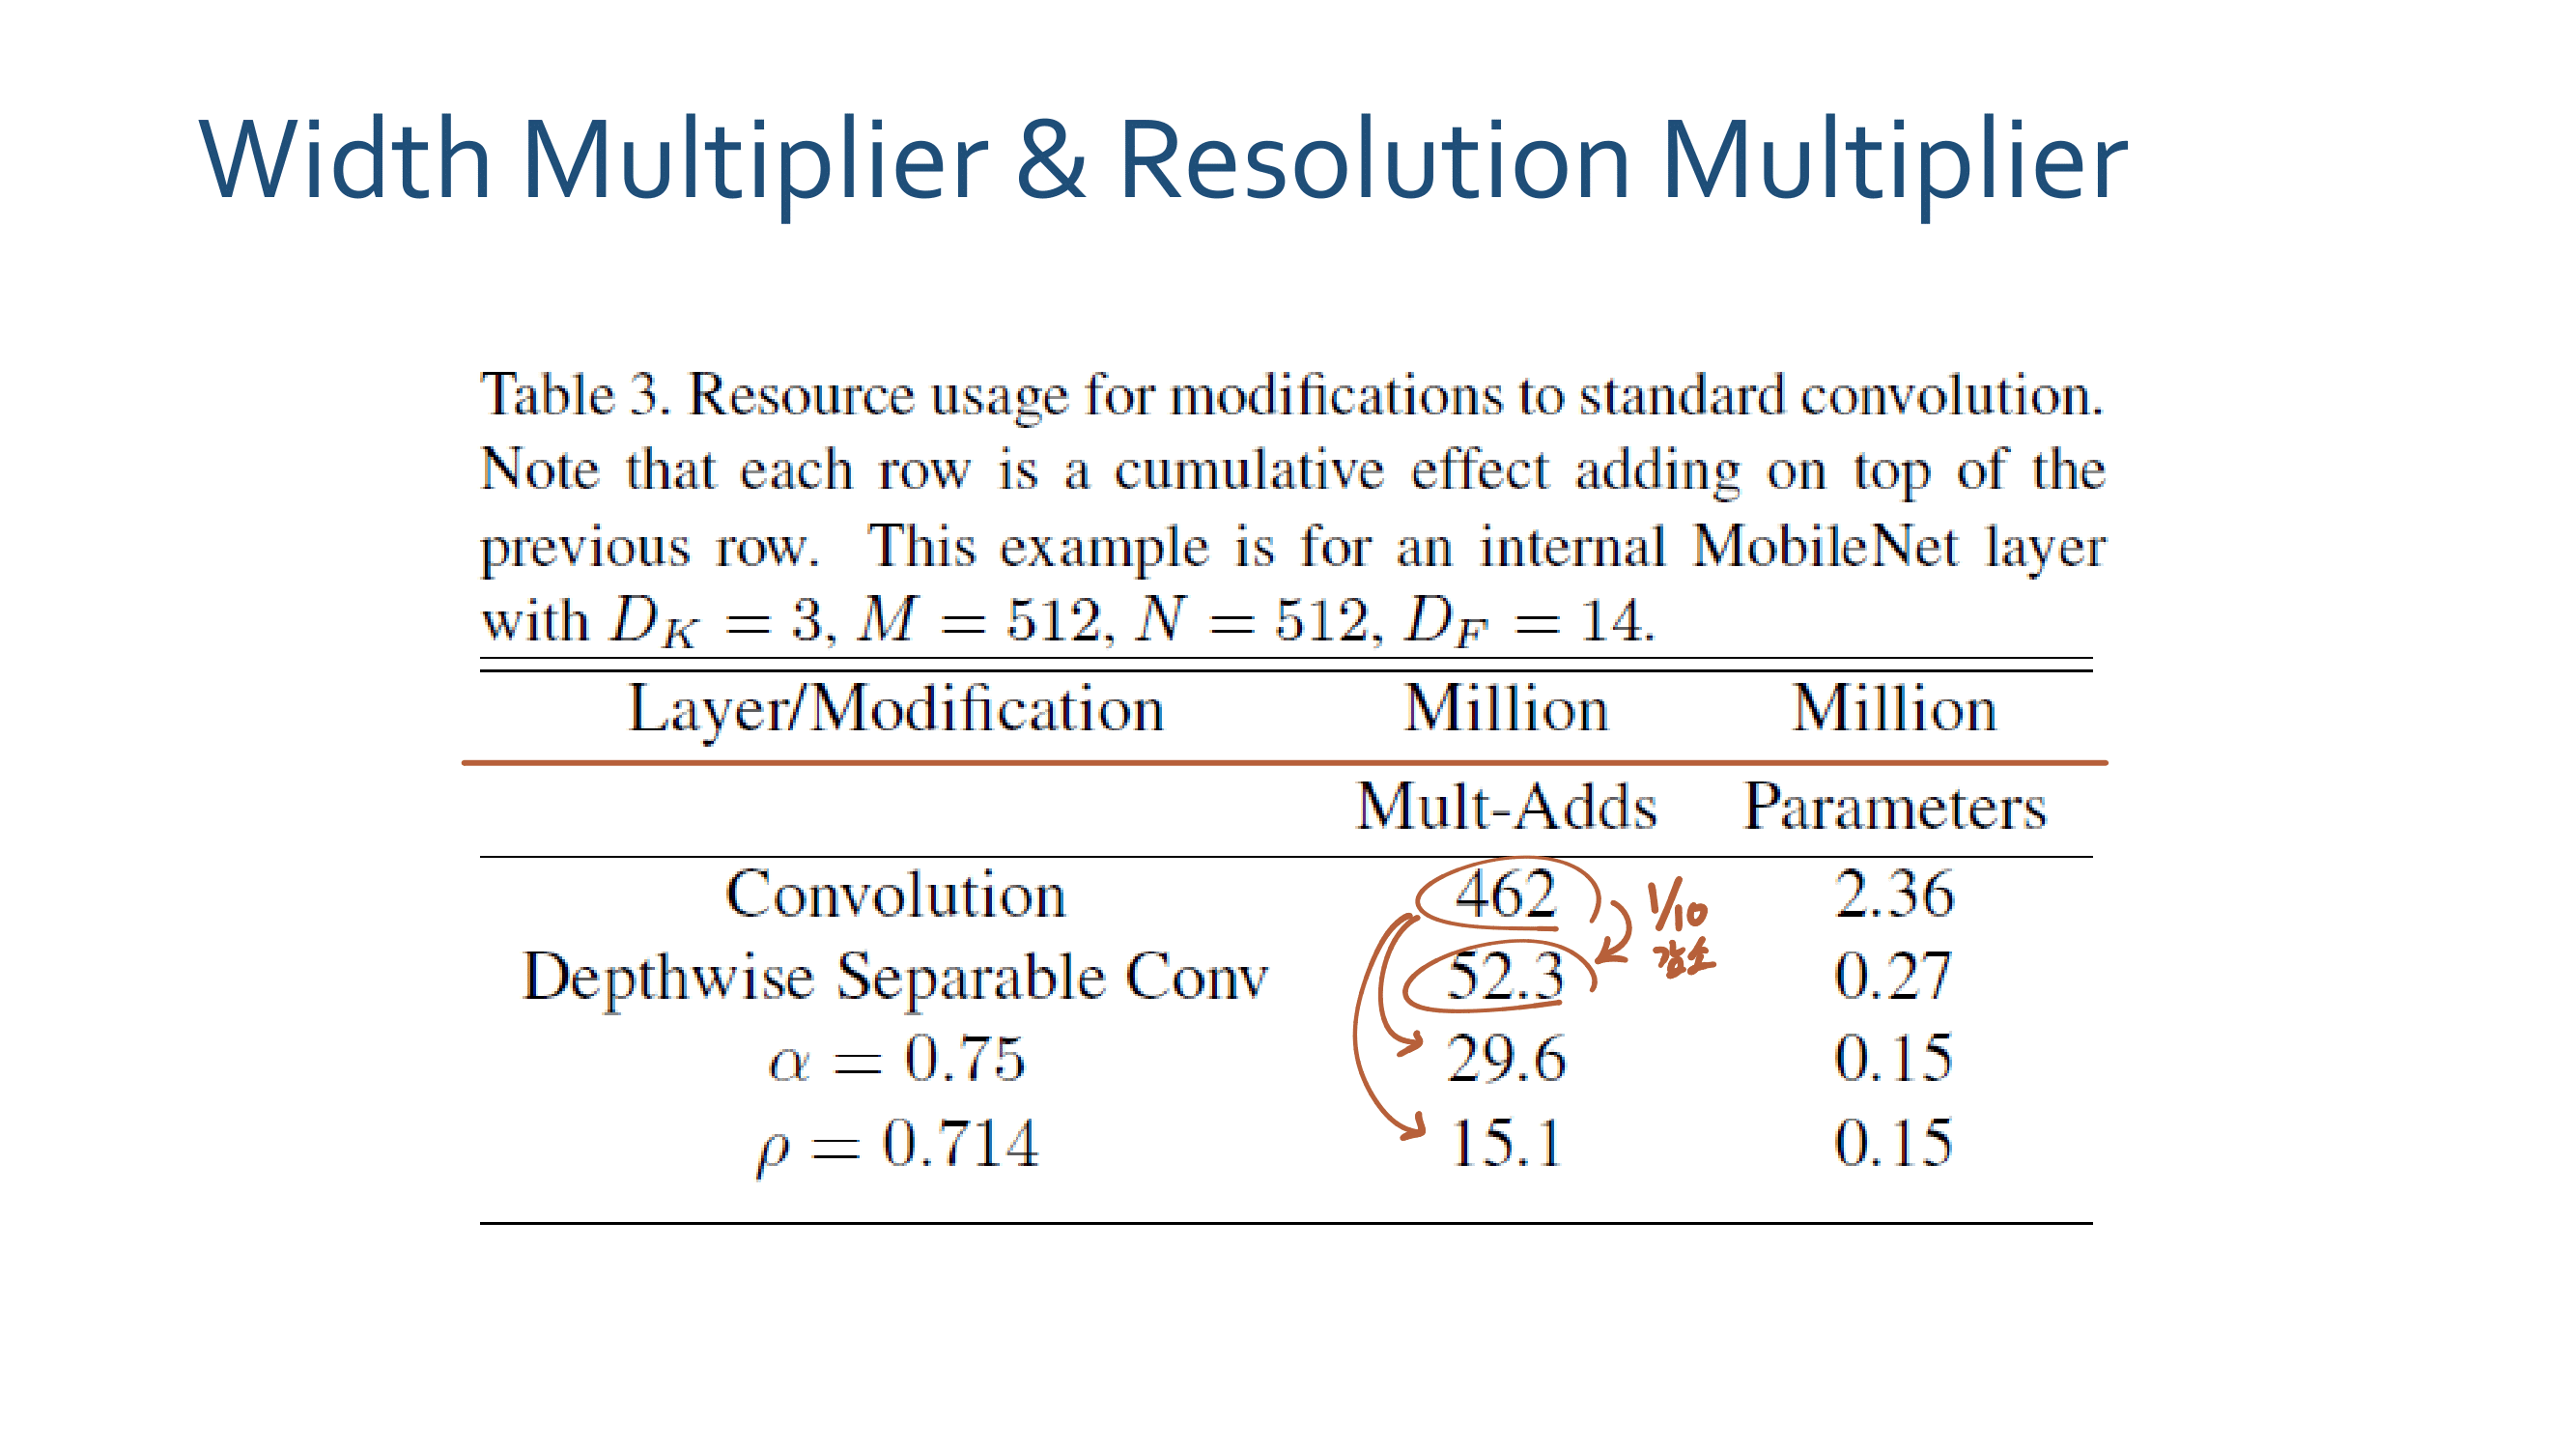 Width Multiplier & Resolution Multiplier
Table 3. Resource usage for modifications to standard convolution.
Note that each row is a cumulative effect adding on top of the
previous row. This example is for an internal MobileNet layer
with D_K = 3, M = 512, N = 512, D_F = 14.
Layer/Modification Million Million
Mult-Adds Parameters
Convolution 462 2.36
1/10
감소
Depthwise Separable Conv 52.3 0.27
α = 0.75 29.6 0.15
ρ = 0.714 15.1 0.15